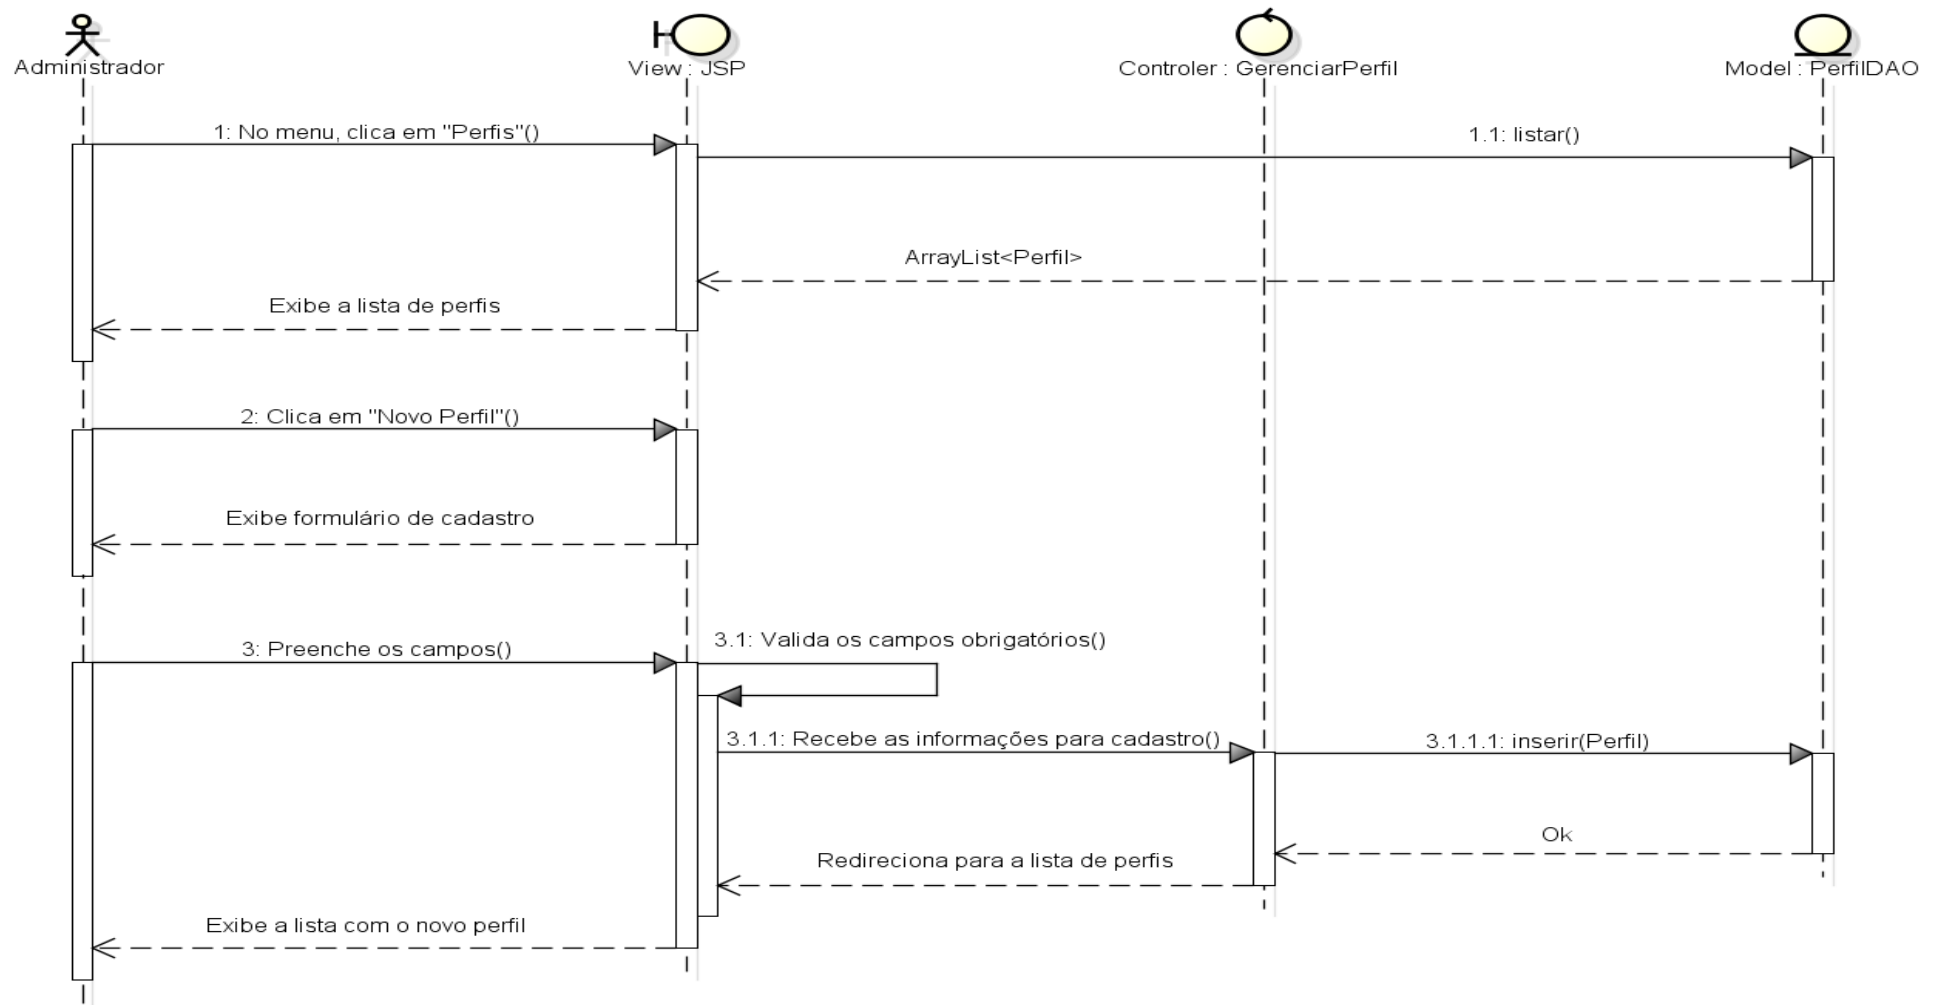 Administrador
View : JSP
Controler : GerenciarPerfil
Model : PerfilDAO
1: No menu, clica em "Perfis"()
1.1: listar()
ArrayList<Perfil>
Exibe a lista de perfis
2: Clica em "Novo Perfil"()
Exibe formulário de cadastro
3: Preenche os campos()
3.1: Valida os campos obrigatórios()
3.1.1: Recebe as informações para cadastro()
3.1.1.1: inserir(Perfil)
Ok
Redireciona para a lista de perfis
Exibe a lista com o novo perfil